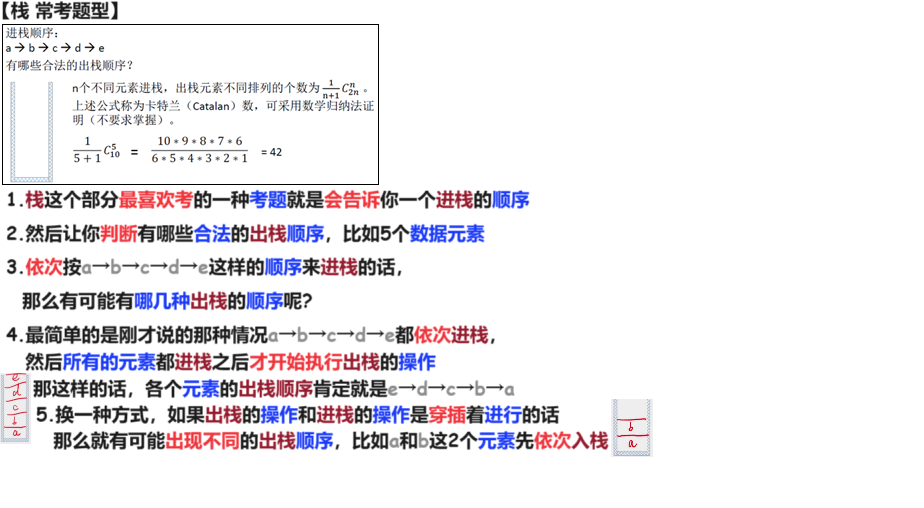 【栈 常考题型】
进栈顺序：
a → b → c → d → e
有哪些合法的出栈顺序？
n个不同元素进栈，出栈元素不同排列的个数为 \frac{1}{n+1}C_{2n}^{n} 。
上述公式称为卡特兰（Catalan）数，可采用数学归纳法证
明（不要求掌握）。
\frac{1}{5+1}C_{10}^{5} = \frac{10*9*8*7*6}{6*5*4*3*2*1} = 42
1.栈这个部分最喜欢考的一种考题就是会告诉你一个进栈的顺序
2.然后让你判断有哪些合法的出栈顺序，比如5个数据元素
3.依次按a→b→c→d→e这样的顺序来进栈的话，
那么有可能有哪几种出栈的顺序呢?
4.最简单的是刚才说的那种情况a→b→c→d→e都依次进栈，
然后所有的元素都进栈之后才开始执行出栈的操作
那这样的话，各个元素的出栈顺序肯定就是e→d→c→b→a
e
d
c
b
a
5.换一种方式，如果出栈的操作和进栈的操作是穿插着进行的话
那么就有可能出现不同的出栈顺序，比如a和b这2个元素先依次入栈
b
a